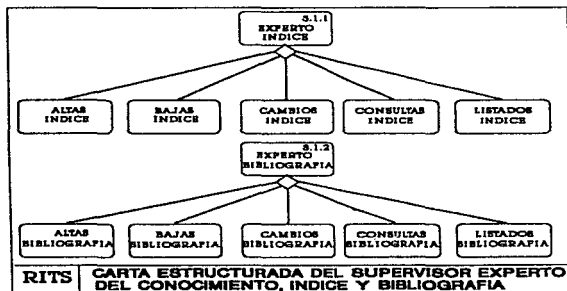 3.1.1
EXPERTO
INDICE
ALTAS
INDICE
BAJAS
INDICE
CAMBIOS
INDICE
CONSULTAS
INDICE
LISTADOS
INDICE
3.1.2
EXPERTO
BIBLIOGRAFIA
ALTAS
BIBLIOGRAFIA
BAJAS
BIBLIOGRAFIA
CAMBIOS
BIBLIOGRAFIA
CONSULTAS
BIBLIOGRAFIA
LISTADOS
BIBLIOGRAFIA
RITS
CARTA ESTRUCTURADA DEL SUPERVISOR EXPERTO
DEL CONOCIMIENTO, INDICE Y BIBLIOGRAFIA